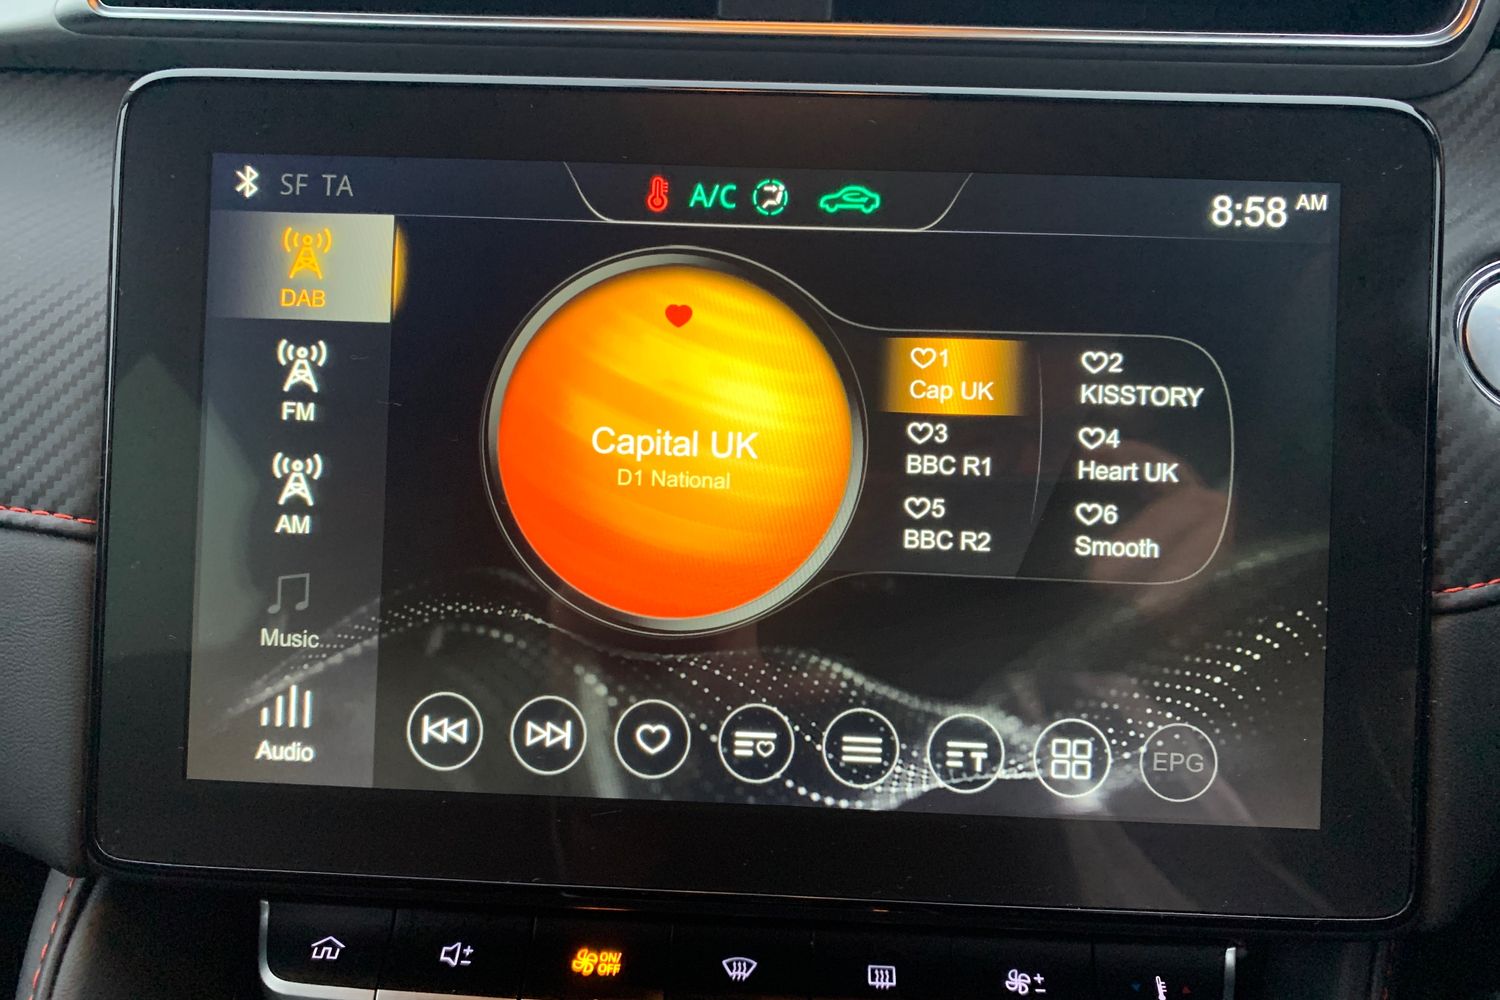 SF TA
A/C
8:58 AM
DAB
FM
AM
Music
Audio
Capital UK
D1 National
1
Cap UK
2
KISSTORY
3
BBC R1
4
Heart UK
5
BBC R2
6
Smooth
T
EPG
ON/
OFF